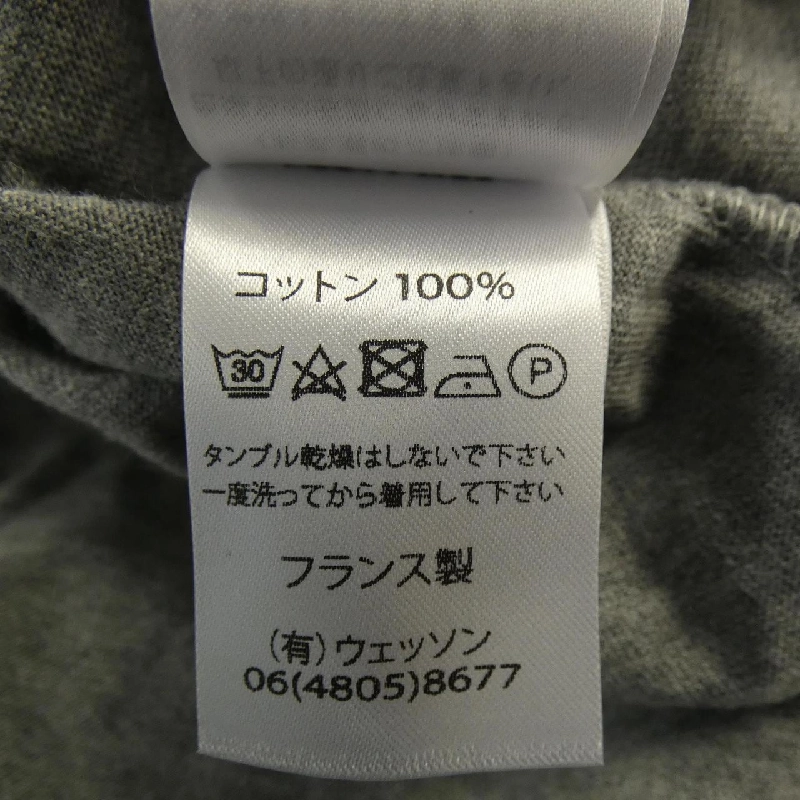 コットン 100%
30 P
タンブル乾燥はしないで下さい
一度洗ってから着用して下さい
フランス製
(有)ウェッソン
06(4805)8677